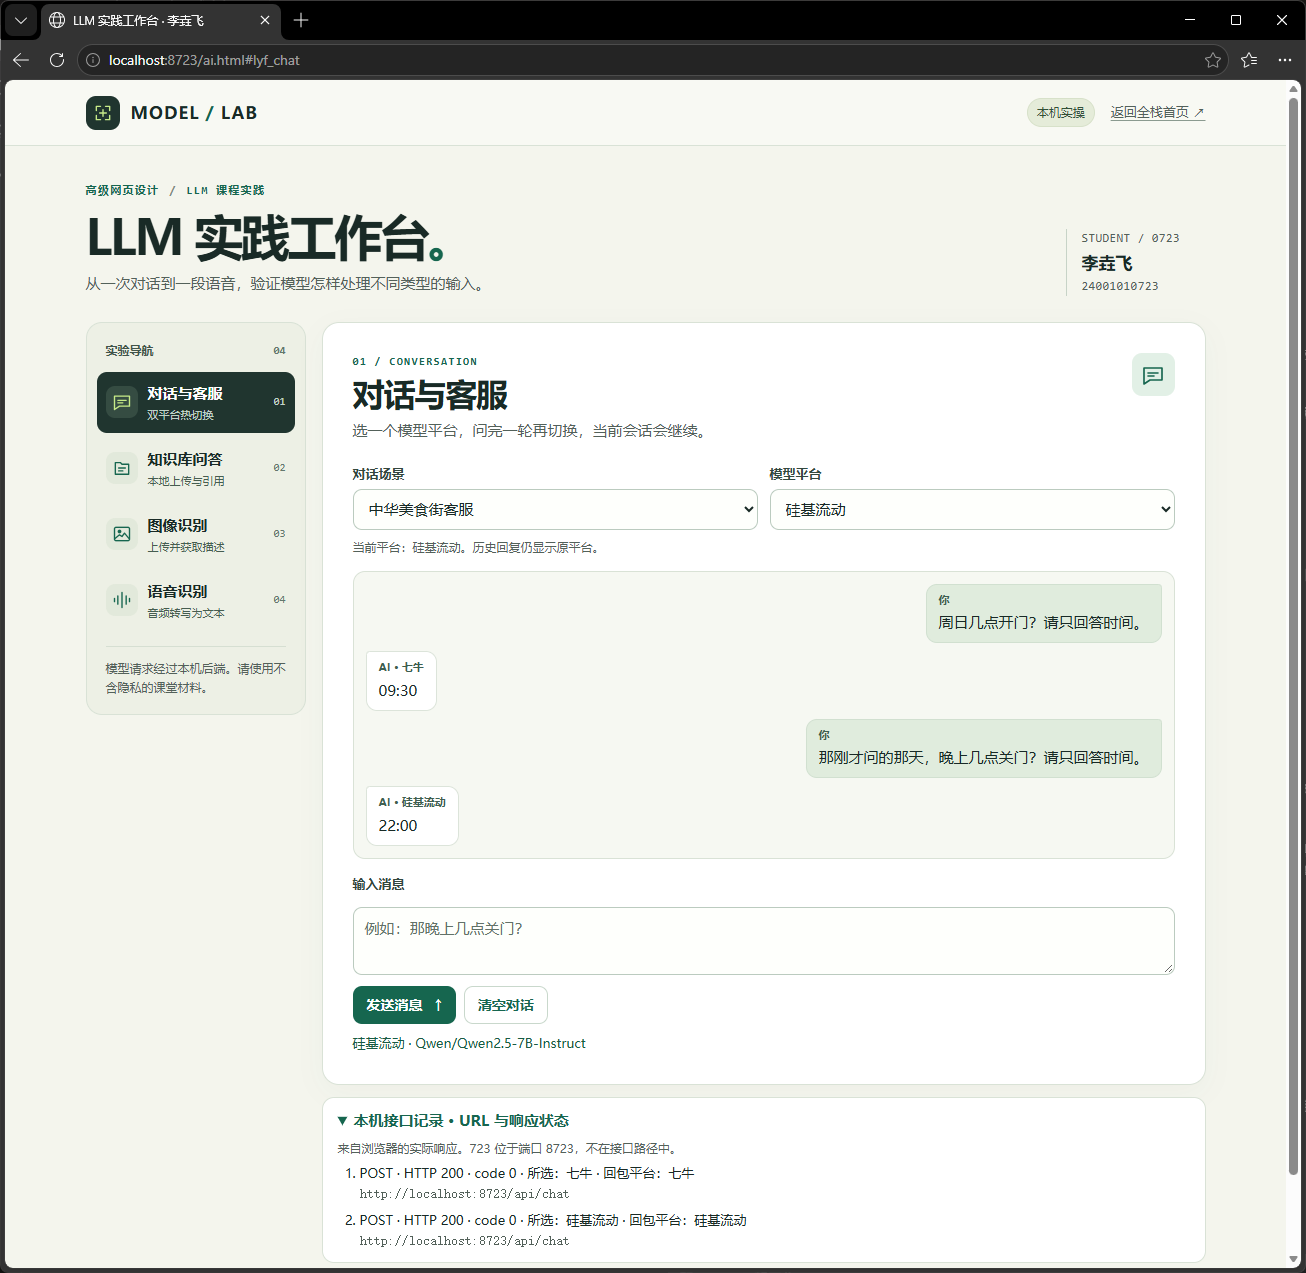 LLM 实践工作台 · 李垚飞
localhost:8723/ai.html#lyf_chat
MODEL / LAB
本机实操
返回全栈首页 ↗
高级网页设计 / LLM 课程实践
LLM 实践工作台。
从一次对话到一段语音，验证模型怎样处理不同类型的输入。
STUDENT / 0723
李垚飞
24001010723
实验导航 04
对话与客服 01
双平台热切换
知识库问答 02
本地上传与引用
图像识别 03
上传并获取描述
语音识别 04
音频转写为文本
模型请求经过本机后端。请使用不
含隐私的课堂材料。
01 / CONVERSATION
对话与客服
选一个模型平台，问完一轮再切换，当前会话会继续。
对话场景
中华美食街客服
模型平台
硅基流动
当前平台：硅基流动。历史回复仍显示原平台。
你
周日几点开门？请只回答时间。
AI • 七牛
09:30
你
那刚才问的那天，晚上几点关门？请只回答时间。
AI • 硅基流动
22:00
输入消息
例如：那晚上几点关门？
发送消息 ↑
清空对话
硅基流动 · Qwen/Qwen2.5-7B-Instruct
▼ 本机接口记录 • URL 与响应状态
来自浏览器的实际响应。723 位于端口 8723，不在接口路径中。
1. POST · HTTP 200 · code 0 · 所选：七牛 · 回包平台：七牛
http://localhost:8723/api/chat
2. POST · HTTP 200 · code 0 · 所选：硅基流动 · 回包平台：硅基流动
http://localhost:8723/api/chat